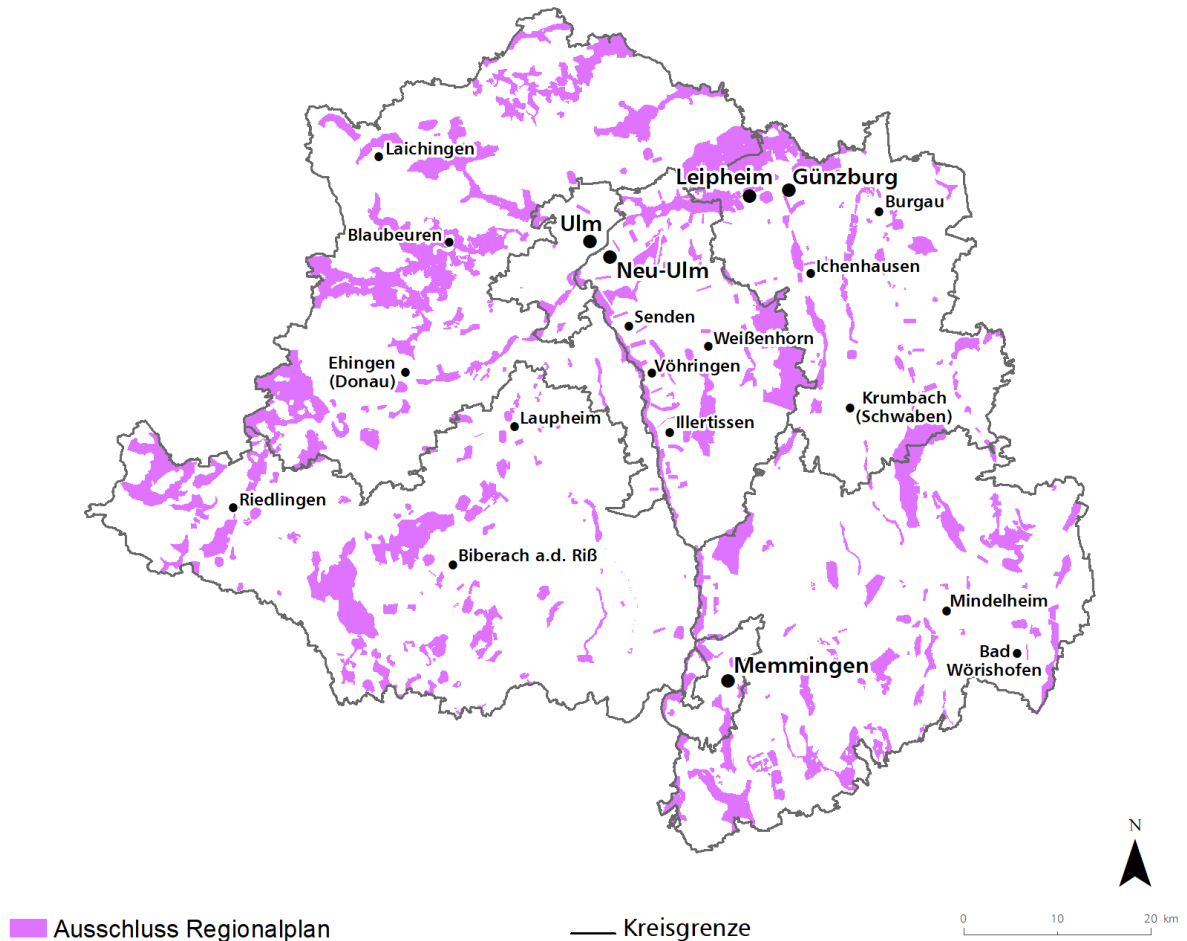 Laichingen
Leipheim
Günzburg
Burgau
Ulm
Blaubeuren
Neu-Ulm
Ichenhausen
Senden
Weißenhorn
Ehingen
(Donau)
Vöhringen
Krumbach
(Schwaben)
Laupheim
Illertissen
Riedlingen
Biberach a.d. Riß
Mindelheim
Bad
Wörishofen
Memmingen
N
Ausschluss Regionalplan
Kreisgrenze
0 10 20 km